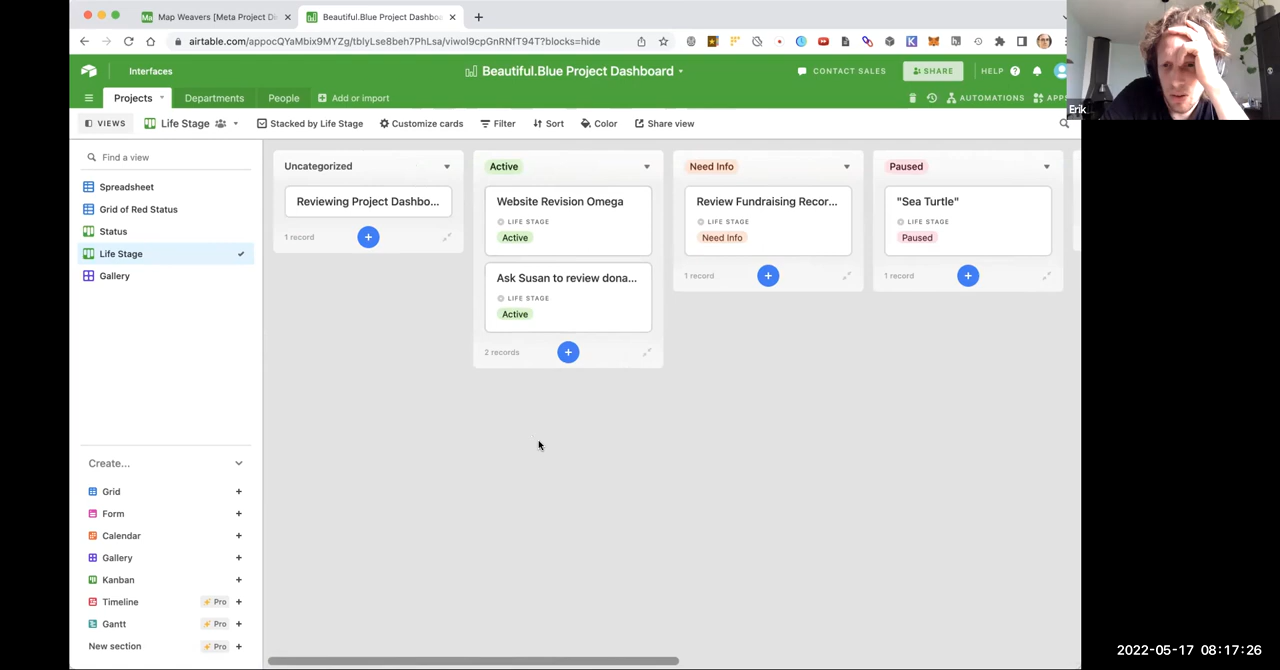 Map Weavers [Meta Project Di
Beautiful.Blue Project Dashboa
airtable.com/appocQYaMbix9MYZg/tblyLse8beh7PhLsa/viwol9cpGnRNfT94T?blocks=hide
Interfaces
Beautiful.Blue Project Dashboard
CONTACT SALES
SHARE
HELP
Projects
Departments
People
Add or import
AUTOMATIONS
APP
Erik
VIEWS
Life Stage
Stacked by Life Stage
Customize cards
Filter
Sort
Color
Share view
Find a view
Spreadsheet
Grid of Red Status
Status
Life Stage
Gallery
Uncategorized
Reviewing Project Dashbo...
1 record
Active
Website Revision Omega
LIFE STAGE
Active
Ask Susan to review dona...
LIFE STAGE
Active
2 records
Need Info
Review Fundraising Recor...
LIFE STAGE
Need Info
1 record
Paused
"Sea Turtle"
LIFE STAGE
Paused
1 record
Create...
Grid
Form
Calendar
Gallery
Kanban
Timeline
Pro
Gantt
Pro
New section
Pro
2022-05-17 08:17:26